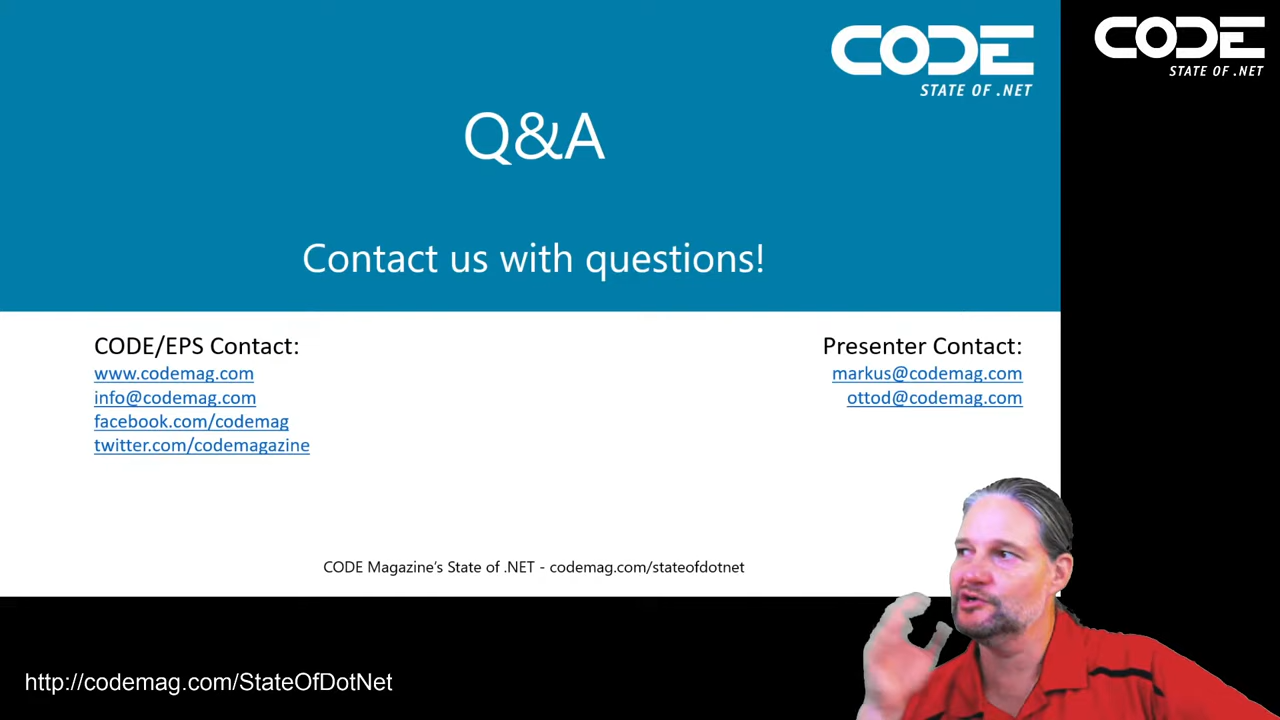 CODE
STATE OF .NET
CODE
STATE OF .NET
Q&A
Contact us with questions!
CODE/EPS Contact:
www.codemag.com
info@codemag.com
facebook.com/codemag
twitter.com/codemagazine
Presenter Contact:
markus@codemag.com
ottod@codemag.com
CODE Magazine's State of .NET - codemag.com/stateofdotnet
http://codemag.com/StateOfDotNet